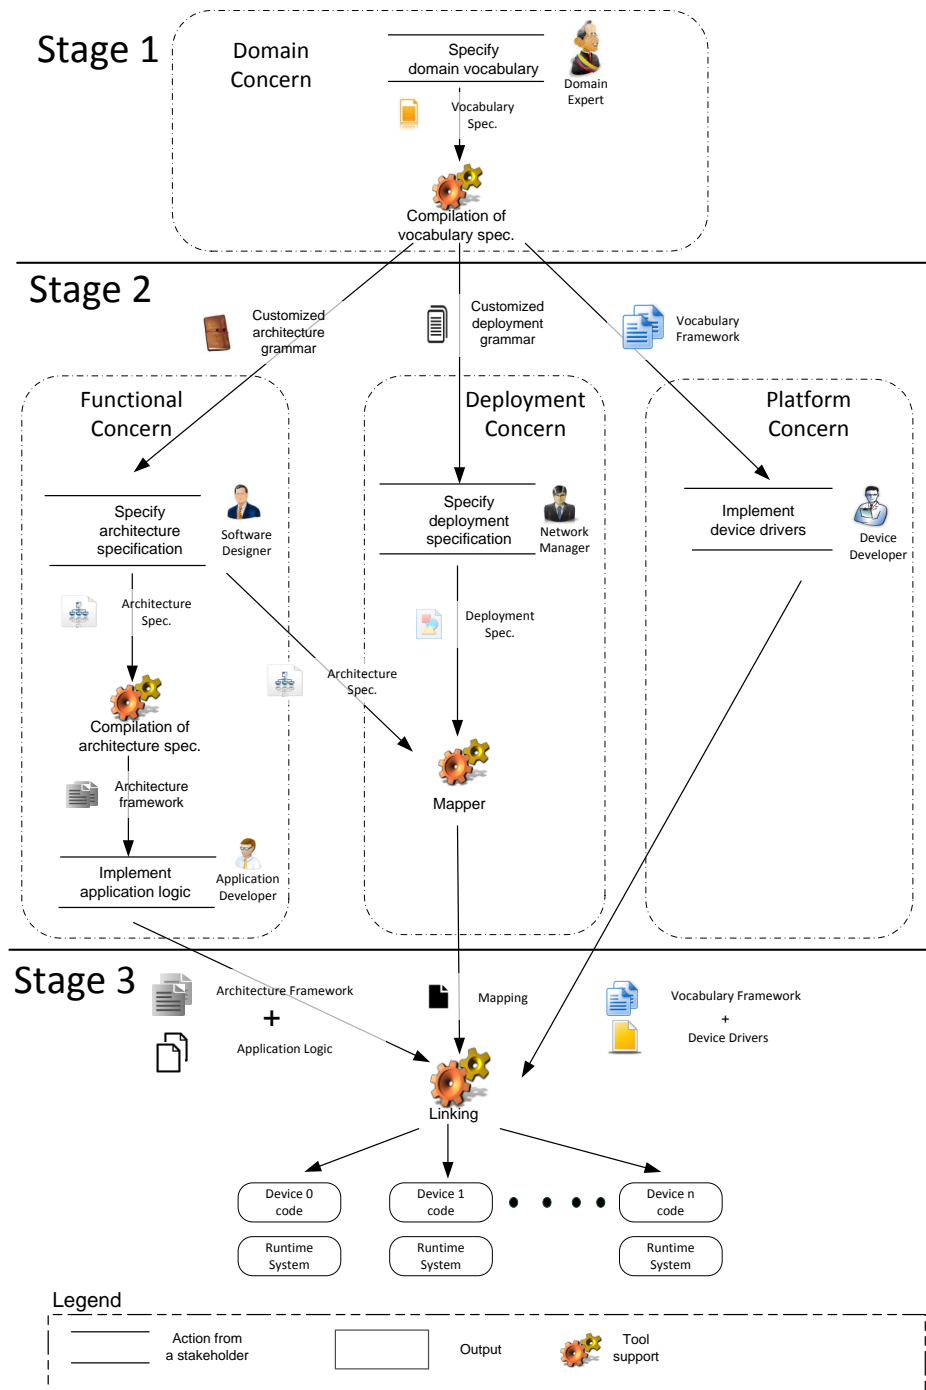 Stage 1
Domain
Concern
Specify
domain vocabulary
Domain
Expert
Vocabulary
Spec.
Compilation of
vocabulary spec.
Stage 2
Customized
architecture
grammar
Customized
deployment
grammar
Vocabulary
Framework
Functional
Concern
Deployment
Concern
Platform
Concern
Specify
architecture
specification
Software
Designer
Specify
deployment
specification
Network
Manager
Implement
device drivers
Device
Developer
Architecture
Spec.
Architecture
Spec.
Deployment
Spec.
Compilation of
architecture spec.
Mapper
Architecture
framework
Implement
application logic
Application
Developer
Stage 3
Architecture Framework
+
Application Logic
Mapping
Vocabulary Framework
+
Device Drivers
Linking
Device 0
code
Device 1
code
Device n
code
Runtime
System
Runtime
System
Runtime
System
Legend
Action from
a stakeholder
Output
Tool
support